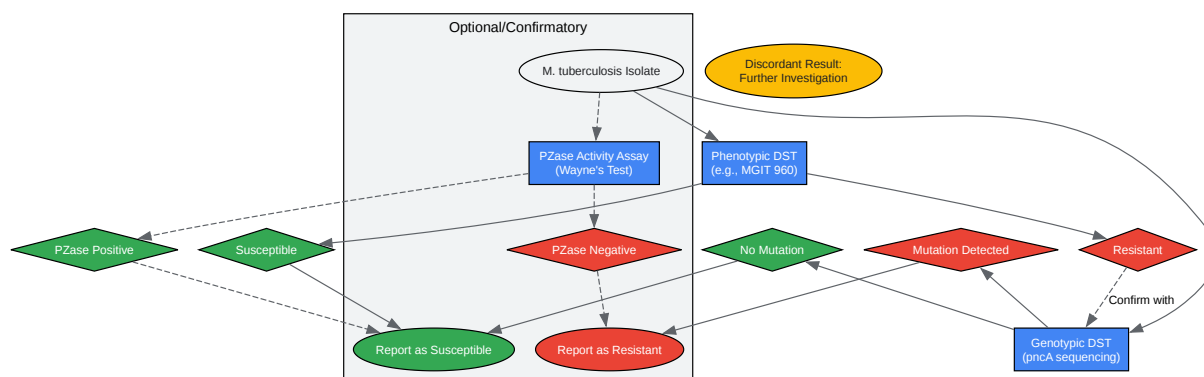 Optional/Confirmatory
M. tuberculosis Isolate
Discordant Result:
Further Investigation
PZase Activity Assay
(Wayne's Test)
Phenotypic DST
(e.g., MGIT 960)
PZase Positive
Susceptible
PZase Negative
No Mutation
Mutation Detected
Resistant
Confirm with
Report as Susceptible
Report as Resistant
Genotypic DST
(pncA sequencing)